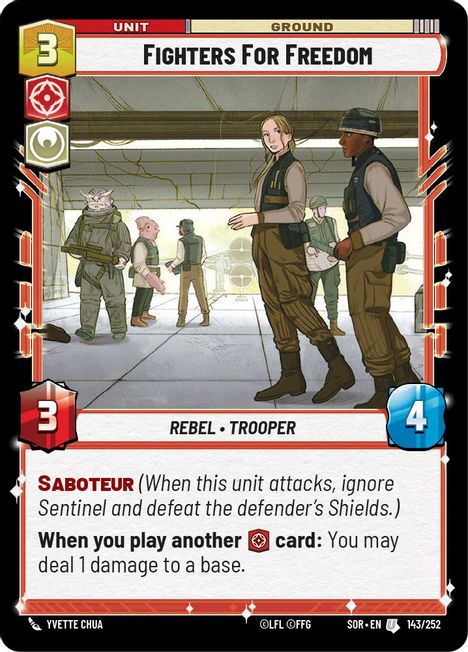 UNIT
GROUND
3
FIGHTERS FOR FREEDOM
3
4
REBEL • TROOPER
SABOTEUR (When this unit attacks, ignore
Sentinel and defeat the defender's Shields.)
When you play another card: You may
deal 1 damage to a base.
YVETTE CHUA
©LFL ©FFG
SOR • EN U 143/252